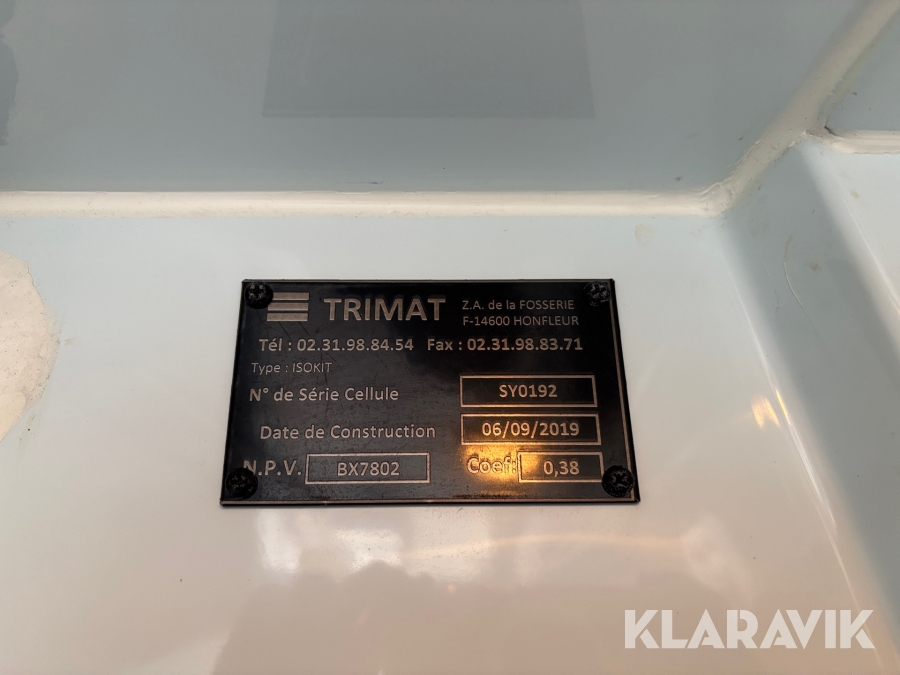 TRIMAT
Z.A. de la FOSSERIE
F-14600 HONFLEUR
Tél : 02.31.98.84.54 Fax : 02.31.98.83.71
Type : ISOKIT
N° de Série Cellule SY0192
Date de Construction 06/09/2019
N.P.V. BX7802 Coef: 0,38
KLARAVIK